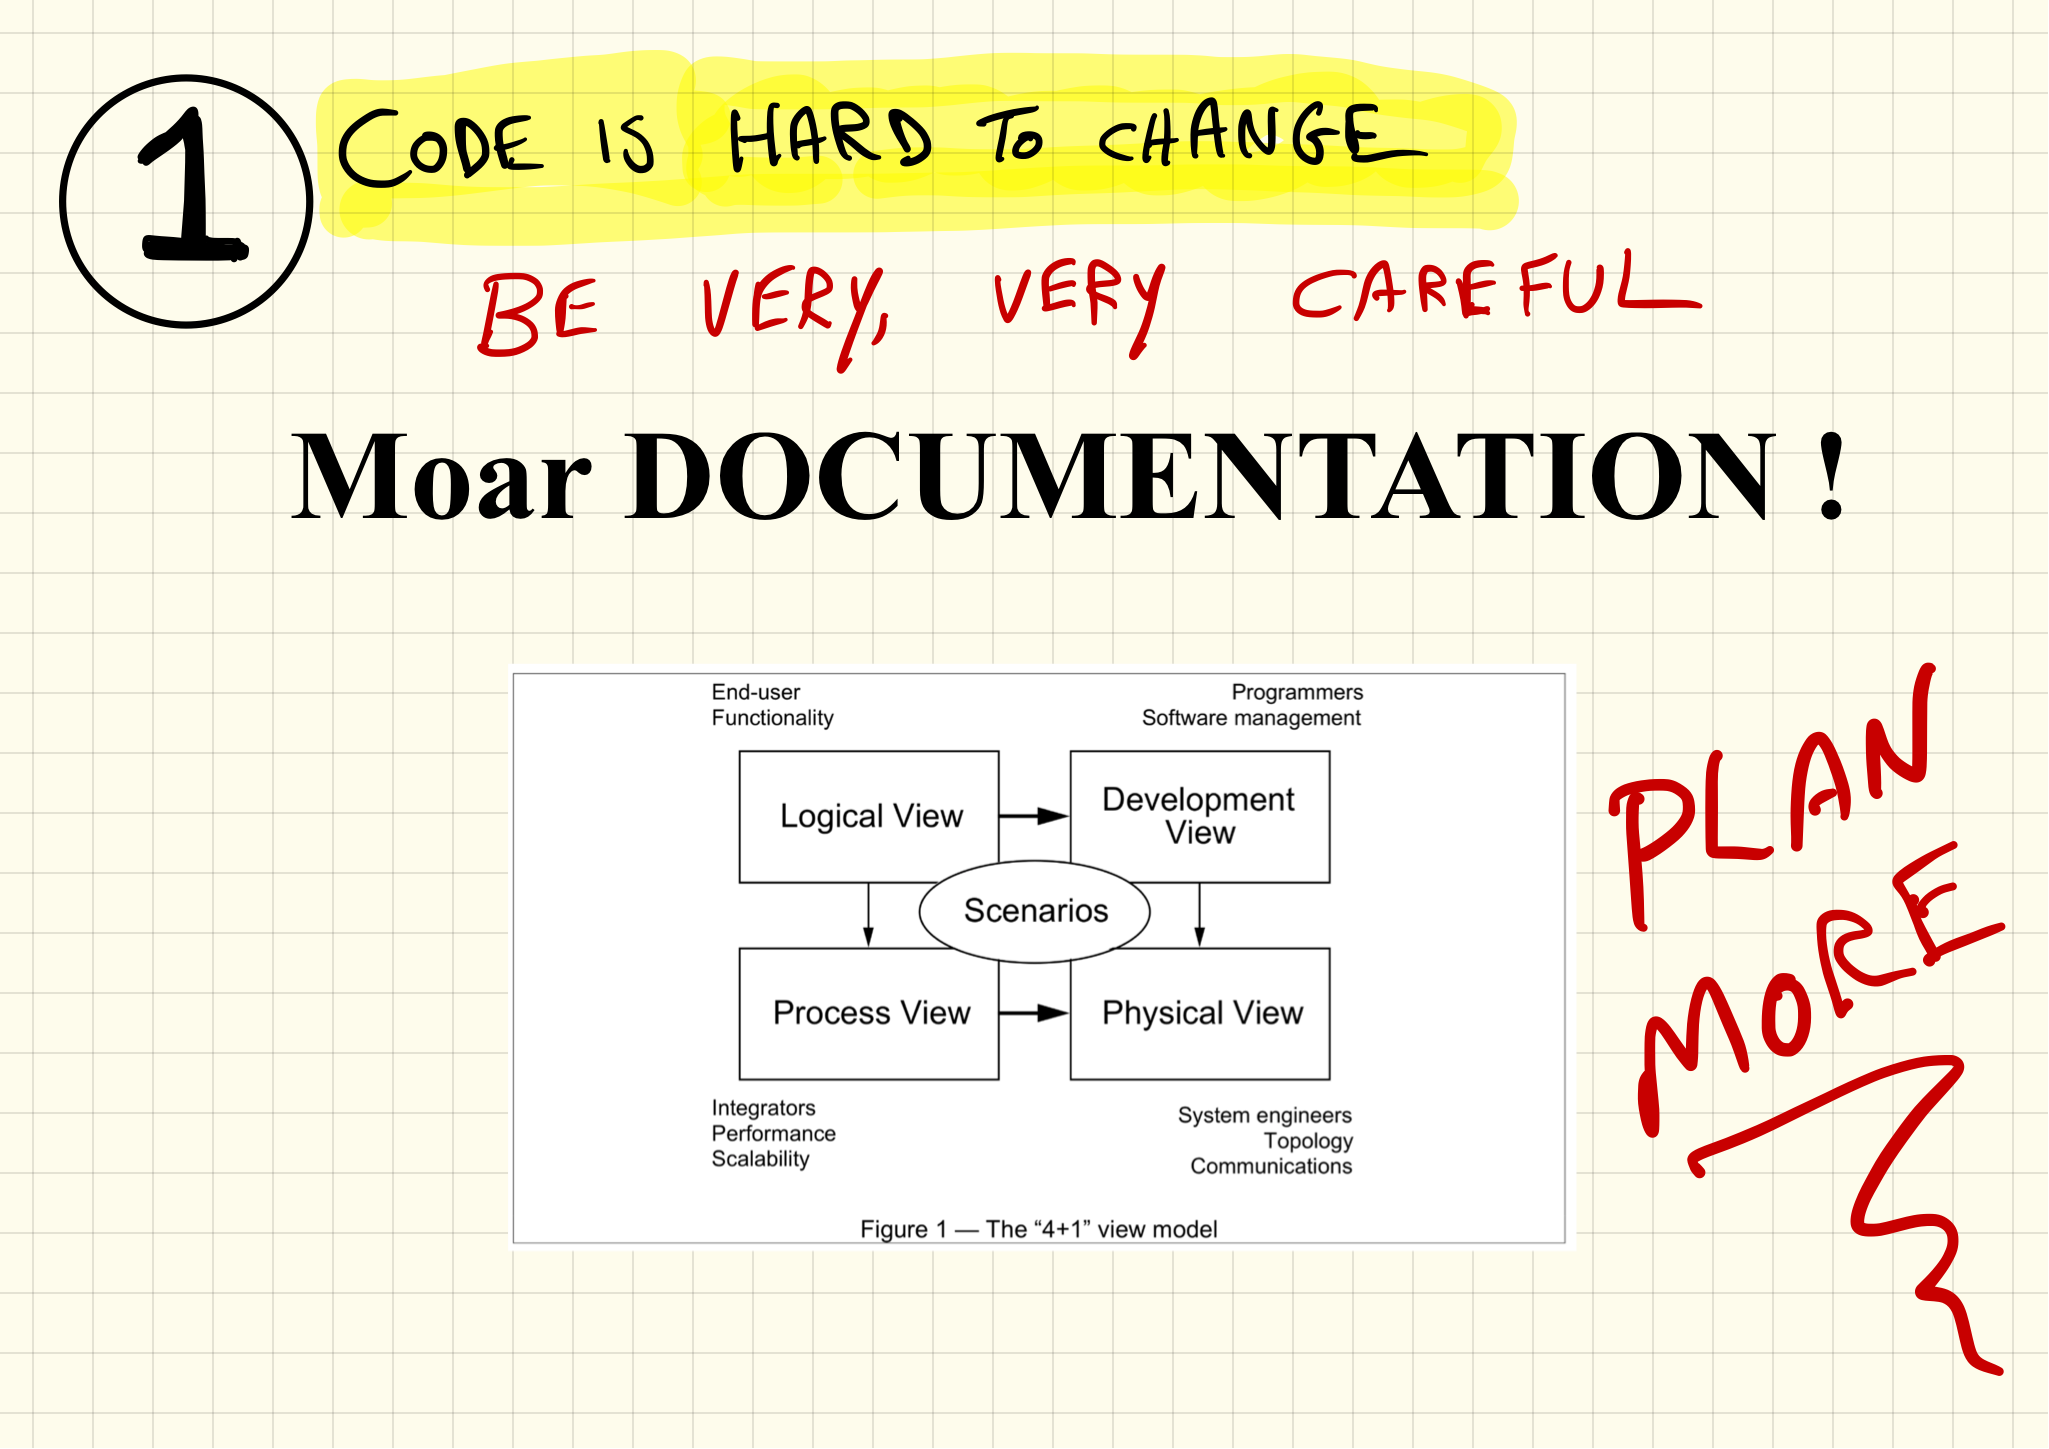 1
CODE IS HARD TO CHANGE
BE VERY, VERY CAREFUL
Moar DOCUMENTATION !
End-user
Functionality
Programmers
Software management
Logical View
Development
View
Scenarios
Process View
Physical View
Integrators
Performance
Scalability
System engineers
Topology
Communications
Figure 1 — The “4+1” view model
PLAN
MORE